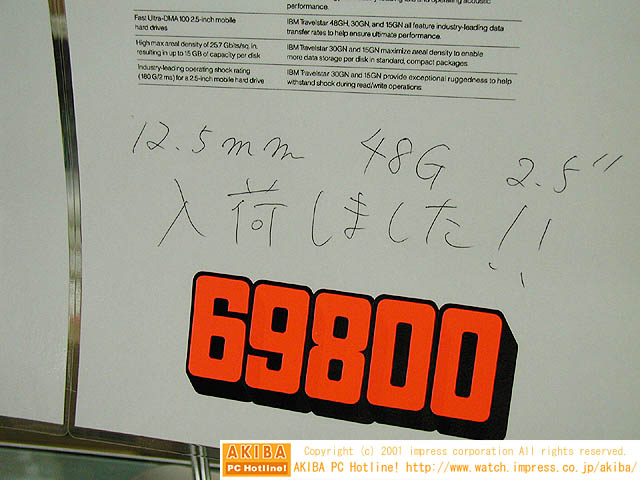 performance.
Fast Ultra-DMA 100 2.5-inch mobile
hard drives
IBM Travelstar 48GH, 30GN, and 15GN all feature industry-leading data
transfer rates to help ensure ultimate performance.
High max areal density of 25.7 Gbits/sq. in.
resulting in up to 15 GB of capacity per disk
IBM Travelstar 30GN and 15GN maximize areal density to enable
more data storage per disk in standard, compact packages.
Industry-leading operating shock rating
(180 G/2 ms) for a 2.5-inch mobile hard drive
IBM Travelstar 30GN and 15GN provide exceptional ruggedness to help
withstand shock during read/write operations.
12.5mm 48G 2.5"
入荷しました!!
69800
AKIBA
PC Hotline!
Copyright (c) 2001 impress corporation All rights reserved.
AKIBA PC Hotline! http://www.watch.impress.co.jp/akiba/